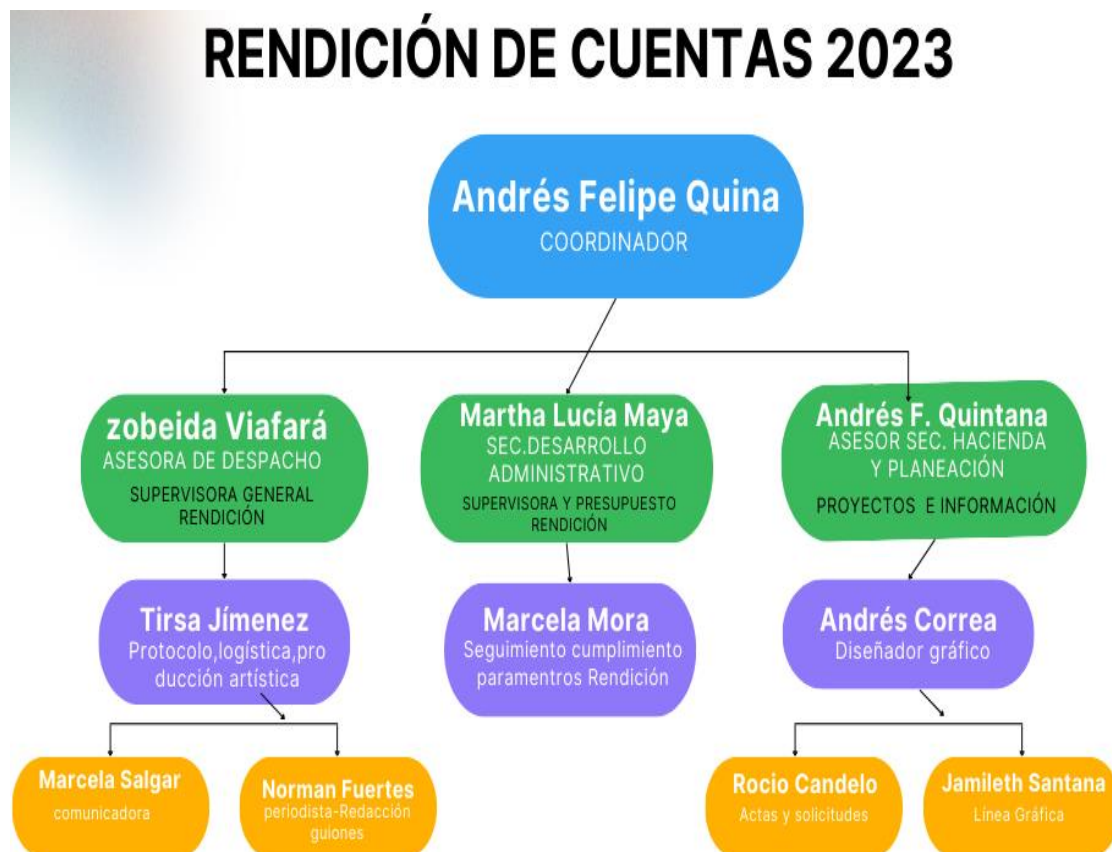 RENDICIÓN DE CUENTAS 2023
Andrés Felipe Quina
COORDINADOR
zobeida Viafará
ASESORA DE DESPACHO
SUPERVISORA GENERAL
RENDICIÓN
Martha Lucía Maya
SEC.DESARROLLO
ADMINISTRATIVO
SUPERVISORA Y PRESUPUESTO
RENDICIÓN
Andrés F. Quintana
ASESOR SEC. HACIENDA
Y PLANEACIÓN
PROYECTOS E INFORMACIÓN
Tirsa Jímenez
Protocolo,logística,pro
ducción artística
Marcela Mora
Seguimiento cumplimiento
paramentros Rendición
Andrés Correa
Diseñador gráfico
Marcela Salgar
comunicadora
Norman Fuertes
periodista-Redacción
guiones
Rocio Candelo
Actas y solicitudes
Jamileth Santana
Línea Gráfica